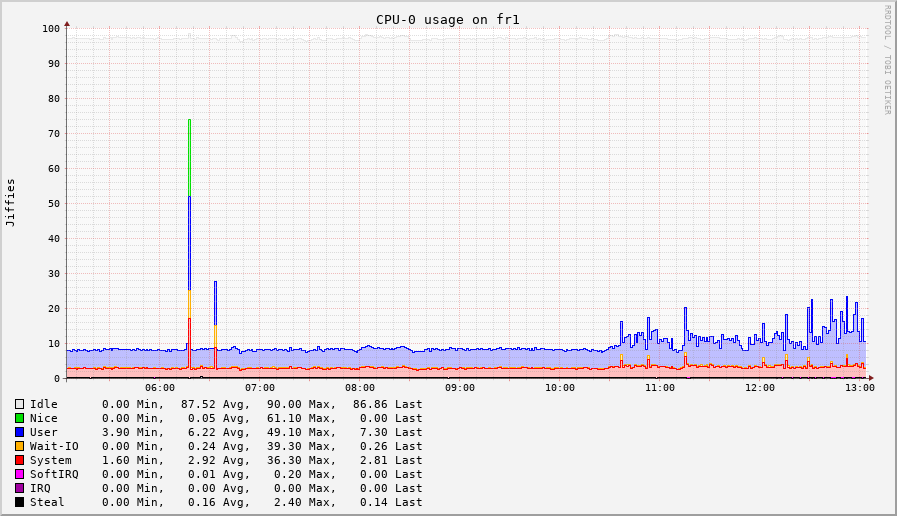 CPU-0 usage on fr1
RRDTOOL / TOBI OETIKER
Jiffies
100
90
80
70
60
50
40
30
20
10
0
06:00 07:00 08:00 09:00 10:00 11:00 12:00 13:00
Idle 0.00 Min, 87.52 Avg, 90.00 Max, 86.86 Last
Nice 0.00 Min, 0.05 Avg, 61.10 Max, 0.00 Last
User 3.90 Min, 6.22 Avg, 49.10 Max, 7.30 Last
Wait-IO 0.00 Min, 0.24 Avg, 39.30 Max, 0.26 Last
System 1.60 Min, 2.92 Avg, 36.30 Max, 2.81 Last
SoftIRQ 0.00 Min, 0.01 Avg, 0.20 Max, 0.00 Last
IRQ 0.00 Min, 0.00 Avg, 0.00 Max, 0.00 Last
Steal 0.00 Min, 0.16 Avg, 2.40 Max, 0.14 Last